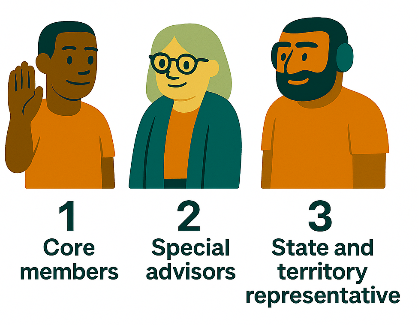 1
Core
members
2
Special
advisors
3
State and
territory
representative